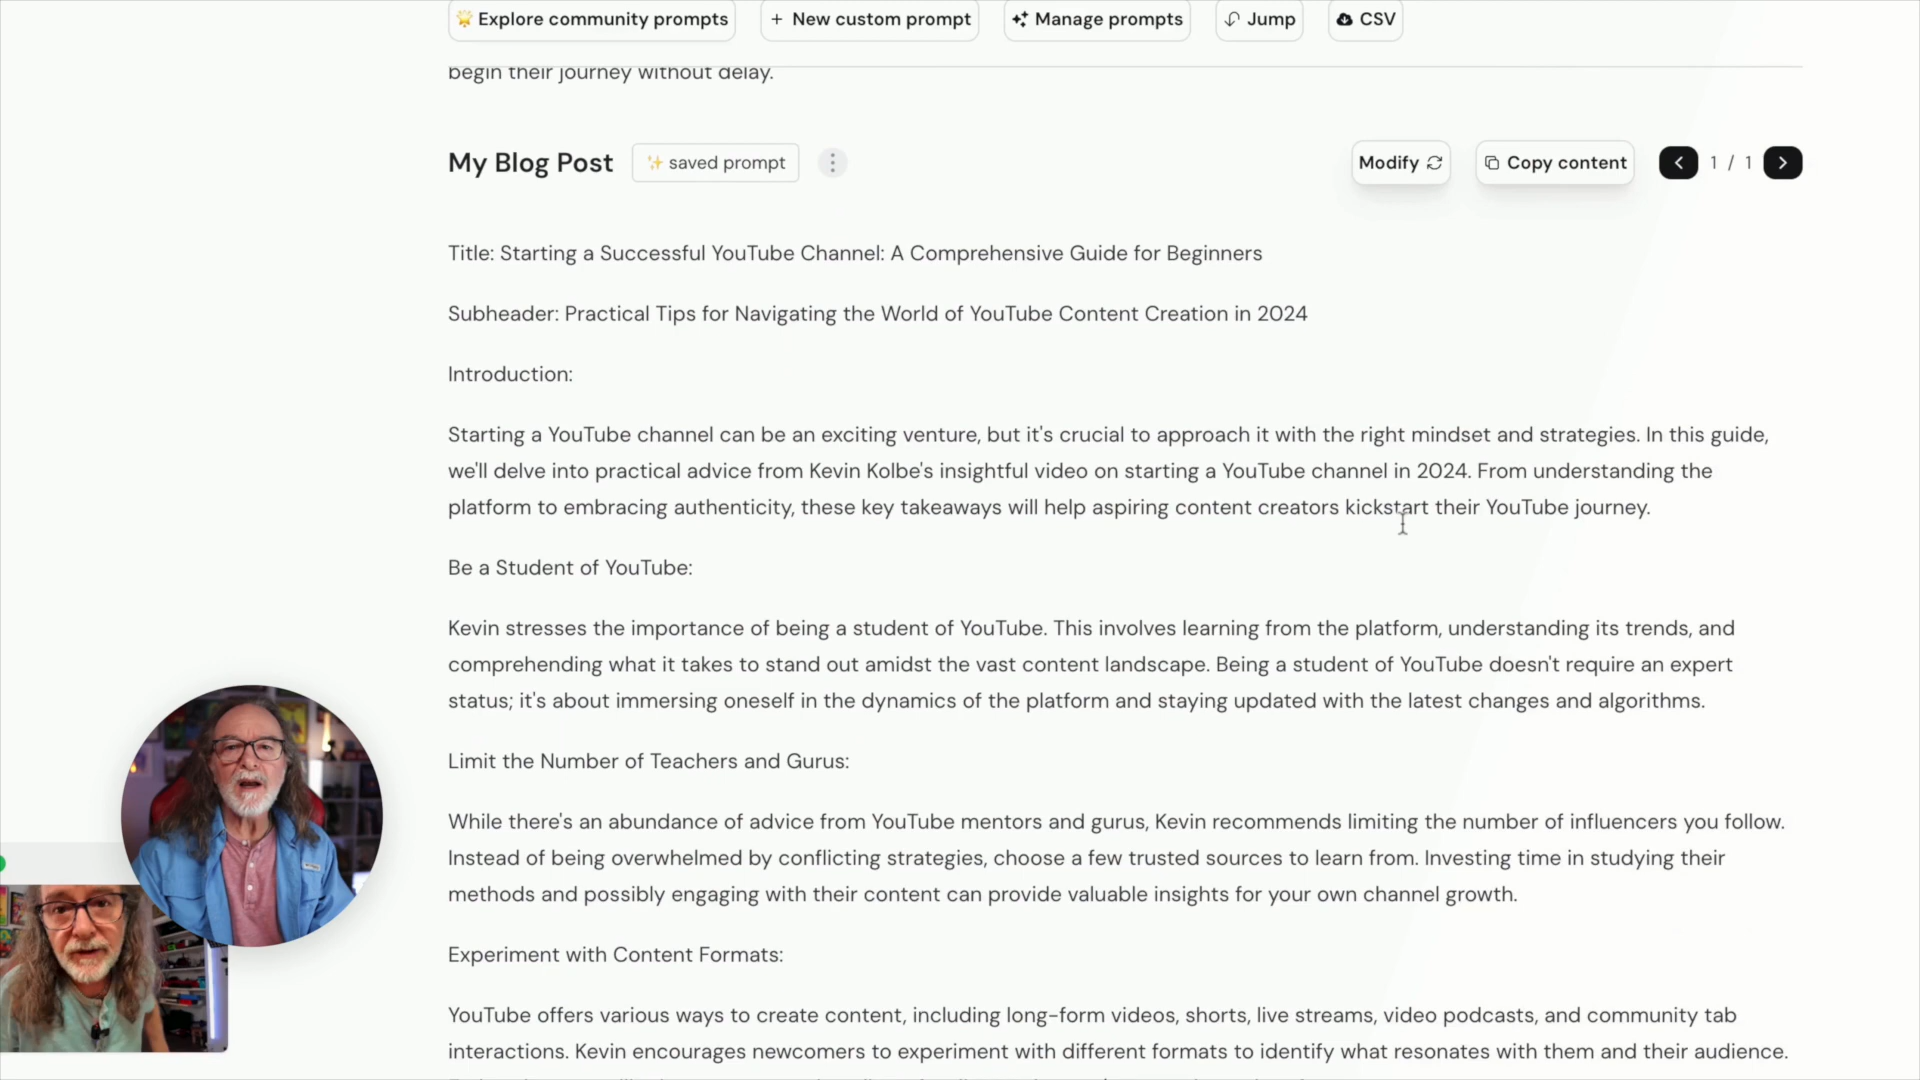 Explore community prompts
+ New custom prompt
Manage prompts
Jump
CSV
begin their journey without delay.
My Blog Post
saved prompt
Modify
Copy content
1 / 1
Title: Starting a Successful YouTube Channel: A Comprehensive Guide for Beginners
Subheader: Practical Tips for Navigating the World of YouTube Content Creation in 2024
Introduction:
Starting a YouTube channel can be an exciting venture, but it's crucial to approach it with the right mindset and strategies. In this guide,
we'll delve into practical advice from Kevin Kolbe's insightful video on starting a YouTube channel in 2024. From understanding the
platform to embracing authenticity, these key takeaways will help aspiring content creators kickstart their YouTube journey.
Be a Student of YouTube:
Kevin stresses the importance of being a student of YouTube. This involves learning from the platform, understanding its trends, and
comprehending what it takes to stand out amidst the vast content landscape. Being a student of YouTube doesn't require an expert
status; it's about immersing oneself in the dynamics of the platform and staying updated with the latest changes and algorithms.
Limit the Number of Teachers and Gurus:
While there's an abundance of advice from YouTube mentors and gurus, Kevin recommends limiting the number of influencers you follow.
Instead of being overwhelmed by conflicting strategies, choose a few trusted sources to learn from. Investing time in studying their
methods and possibly engaging with their content can provide valuable insights for your own channel growth.
Experiment with Content Formats:
YouTube offers various ways to create content, including long-form videos, shorts, live streams, video podcasts, and community tab
interactions. Kevin encourages newcomers to experiment with different formats to identify what resonates with them and their audience.